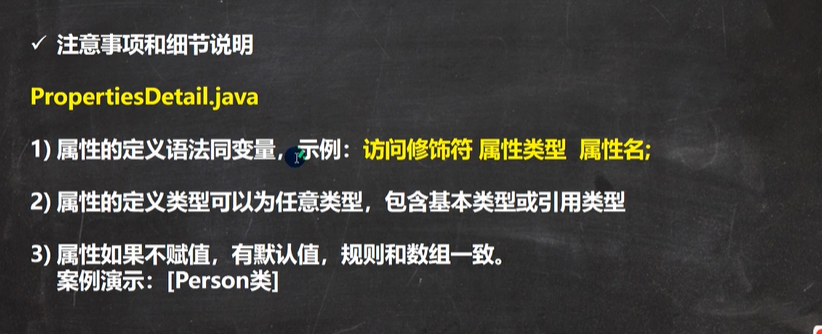 ✓ 注意事项和细节说明
PropertiesDetail.java
1) 属性的定义语法同变量，示例：访问修饰符 属性类型 属性名;
2) 属性的定义类型可以为任意类型，包含基本类型或引用类型
3) 属性如果不赋值，有默认值，规则和数组一致。
案例演示：[Person类]